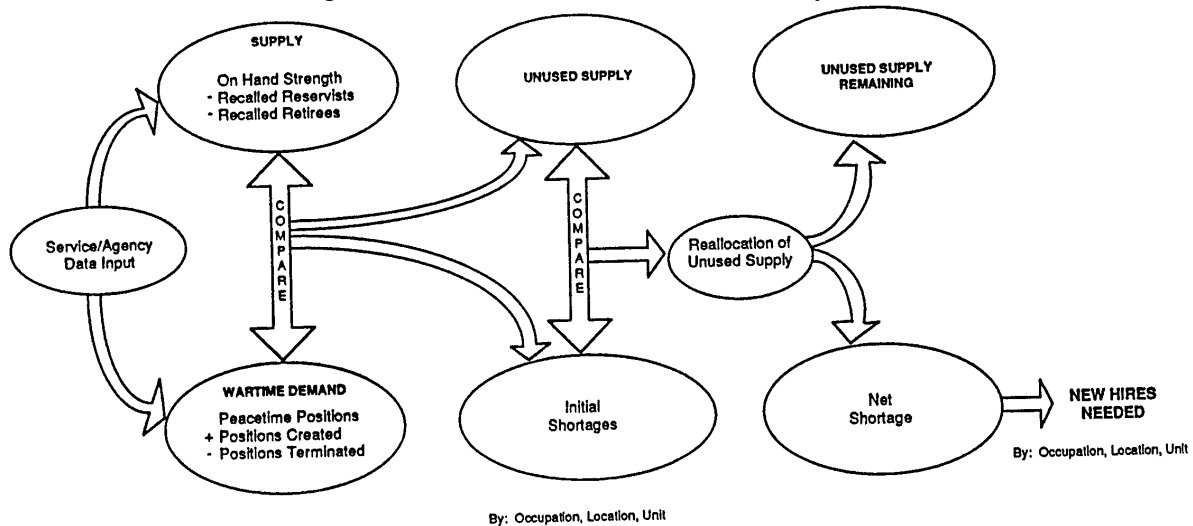 SUPPLY
On Hand Strength
- Recalled Reservists
- Recalled Retirees
UNUSED SUPPLY
UNUSED SUPPLY
REMAINING
Service/Agency
Data Input
COMPARE
COMPARE
Reallocation of
Unused Supply
WARTIME DEMAND
Peacetime Positions
+ Positions Created
- Positions Terminated
Initial
Shortages
Net
Shortage
NEW HIRES
NEEDED
By: Occupation, Location, Unit
By: Occupation, Location, Unit